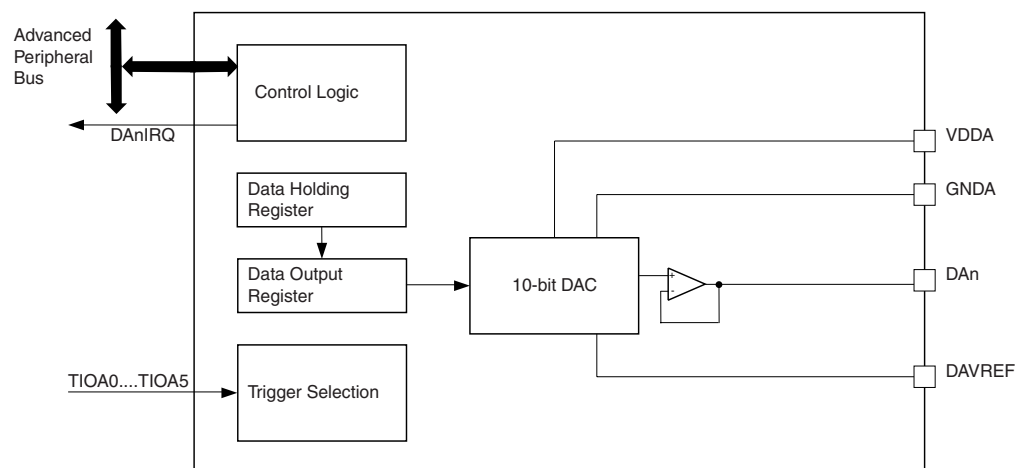 Advanced
Peripheral
Bus
Control Logic
DAnIRQ
VDDA
Data Holding
Register
GNDA
Data Output
Register
10-bit DAC
+
-
DAn
TIOA0....TIOA5
Trigger Selection
DAVREF